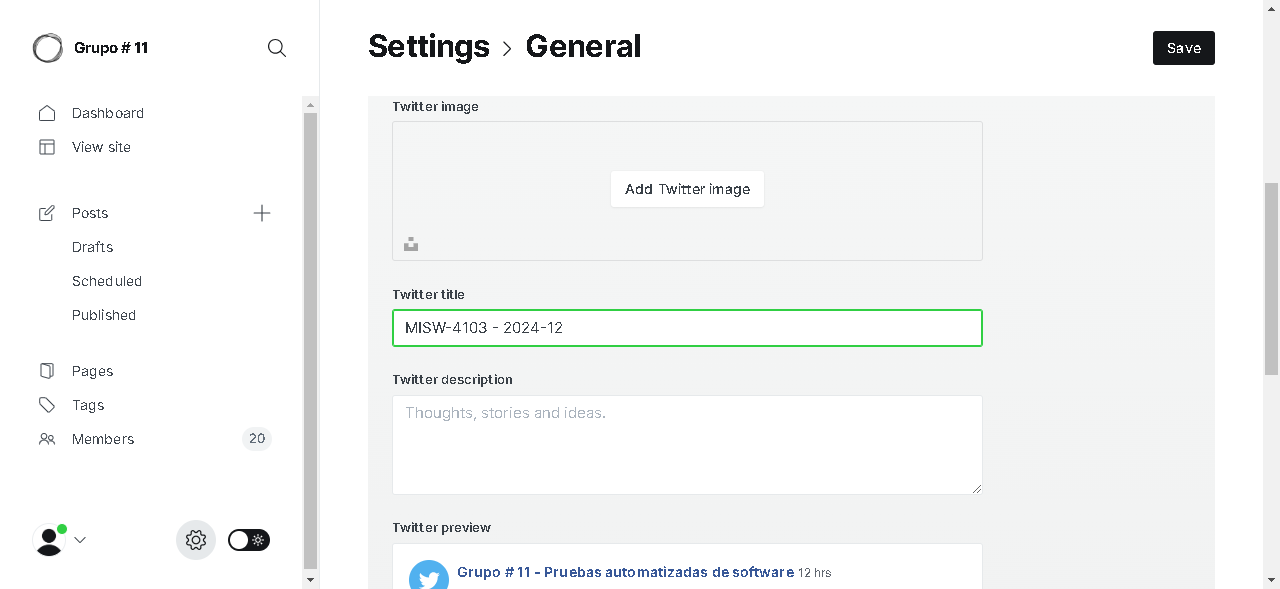 Grupo # 11
Settings > General
Save
Dashboard
View site
Posts
Drafts
Scheduled
Published
Pages
Tags
Members
20
Twitter image
Add Twitter image
Twitter title
MISW-4103 - 2024-12
Twitter description
Thoughts, stories and ideas.
Twitter preview
Grupo # 11 - Pruebas automatizadas de software 12 hrs